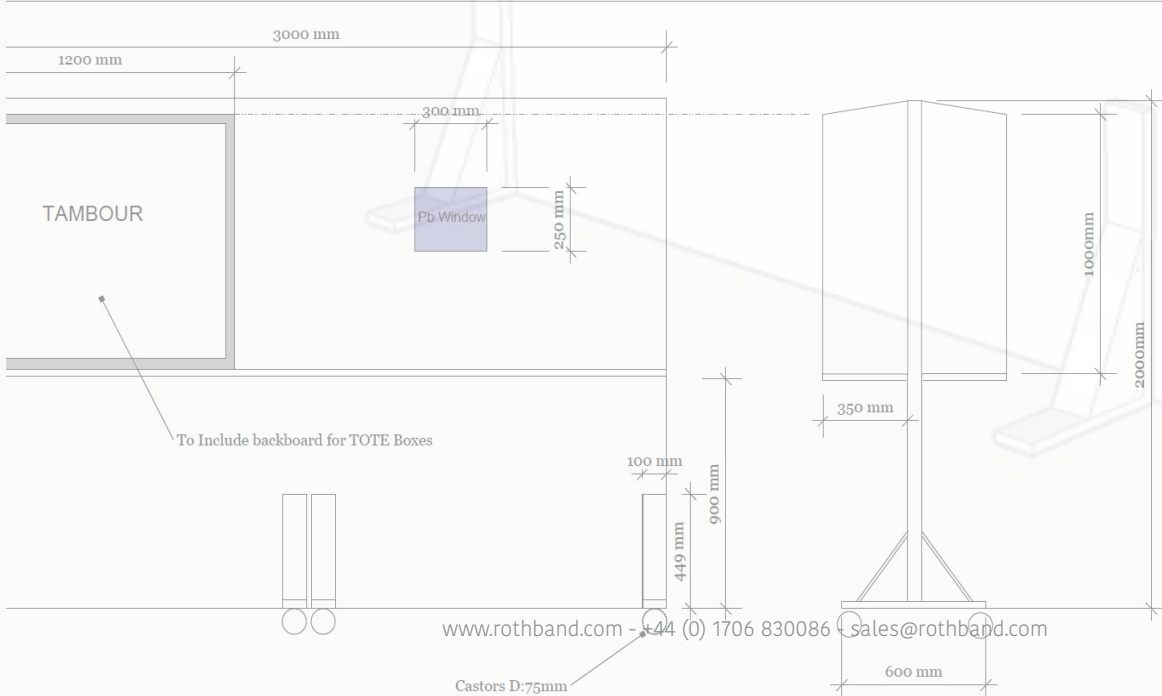 3000 mm
1200 mm
300 mm
TAMBOUR
Pb Window
250 mm
1000mm
2000mm
350 mm
To Include backboard for TOTE Boxes
100 mm
900 mm
449 mm
www.rothband.com - +44 (0) 1706 830086 - sales@rothband.com
600 mm
Castors D:75mm